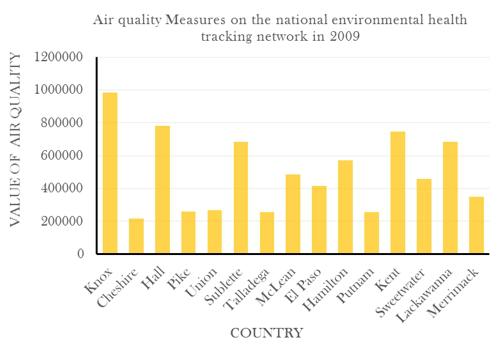 Air quality Measures on the national environmental health
tracking network in 2009
VALUE OF AIR QUALITY
1200000
1000000
800000
600000
400000
200000
0
Knox
Cheshire
Hall
Pike
Union
Sublette
Talladega
McLean
El Paso
Hamilton
Putnam
Kent
Sweetwater
Lackawanna
Merrimack
COUNTRY